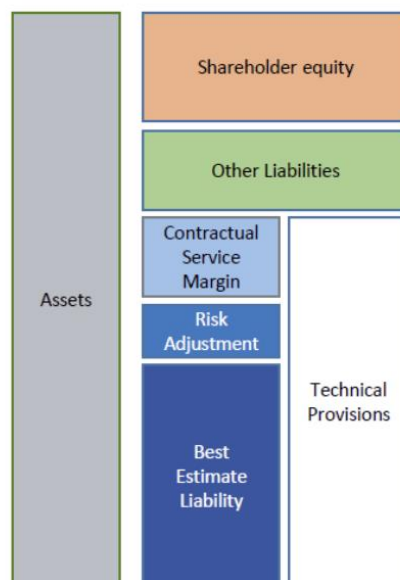 Shareholder equity
Other Liabilities
Contractual
Service
Margin
Assets
Risk
Adjustment
Technical
Provisions
Best
Estimate
Liability